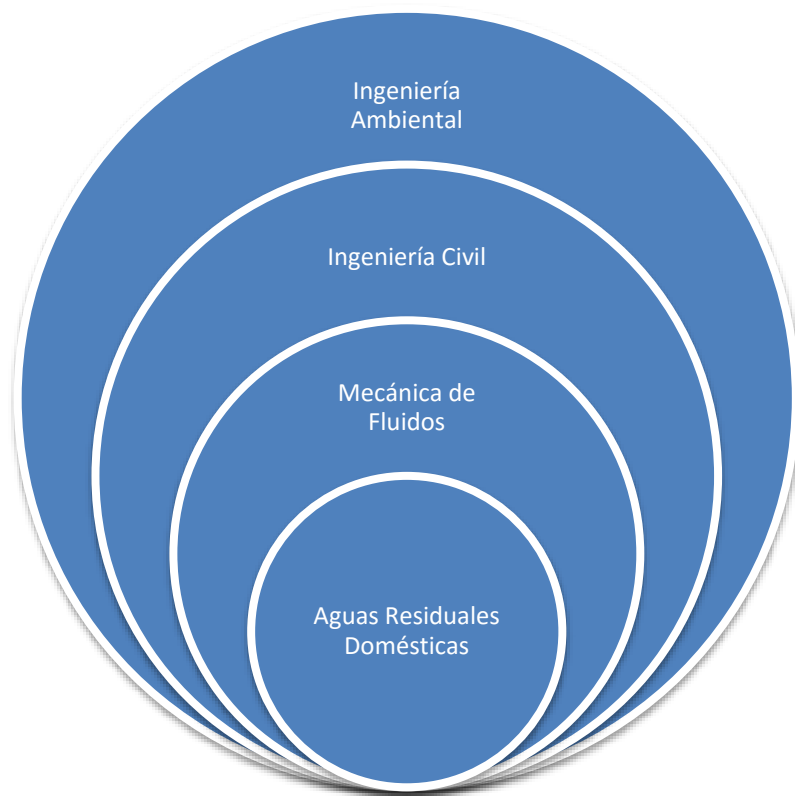 Ingeniería
Ambiental
Ingeniería Civil
Mecánica de
Fluidos
Aguas Residuales
Domésticas